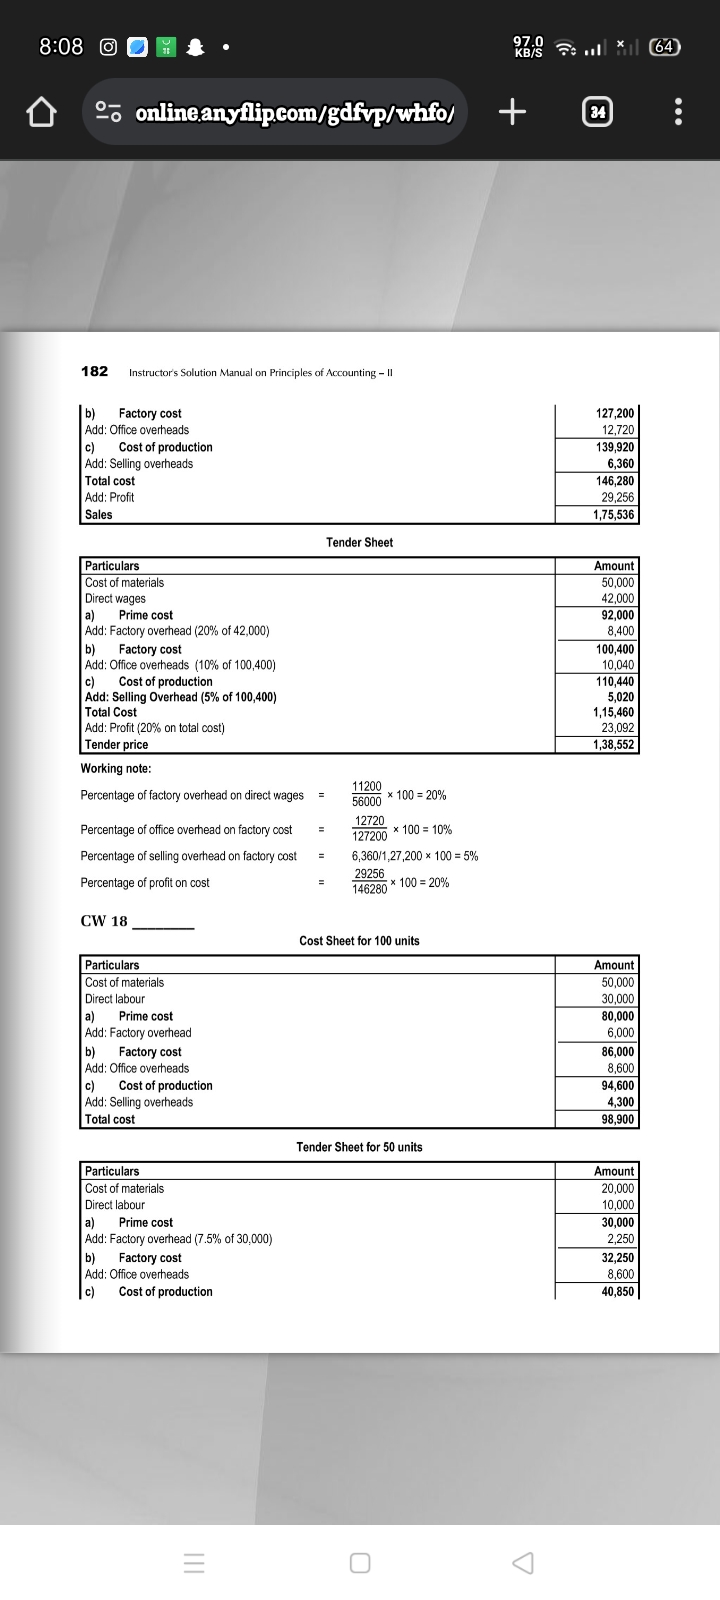 8:08
97.0
KB/S
64
online.anyflip.com/gdfvp/whfo/
34
182 Instructor's Solution Manual on Principles of Accounting – II
b) Factory cost 127,200
Add: Office overheads 12,720
c) Cost of production 139,920
Add: Selling overheads 6,360
Total cost 146,280
Add: Profit 29,256
Sales 1,75,536
Tender Sheet
Particulars Amount
Cost of materials 50,000
Direct wages 42,000
a) Prime cost 92,000
Add: Factory overhead (20% of 42,000) 8,400
b) Factory cost 100,400
Add: Office overheads (10% of 100,400) 10,040
c) Cost of production 110,440
Add: Selling Overhead (5% of 100,400) 5,020
Total Cost 1,15,460
Add: Profit (20% on total cost) 23,092
Tender price 1,38,552
Working note:
Percentage of factory overhead on direct wages = 11200/56000 × 100 = 20%
Percentage of office overhead on factory cost = 12720/127200 × 100 = 10%
Percentage of selling overhead on factory cost = 6,360/1,27,200 × 100 = 5%
Percentage of profit on cost = 29256/146280 × 100 = 20%
CW 18
Cost Sheet for 100 units
Particulars Amount
Cost of materials 50,000
Direct labour 30,000
a) Prime cost 80,000
Add: Factory overhead 6,000
b) Factory cost 86,000
Add: Office overheads 8,600
c) Cost of production 94,600
Add: Selling overheads 4,300
Total cost 98,900
Tender Sheet for 50 units
Particulars Amount
Cost of materials 20,000
Direct labour 10,000
a) Prime cost 30,000
Add: Factory overhead (7.5% of 30,000) 2,250
b) Factory cost 32,250
Add: Office overheads 8,600
c) Cost of production 40,850